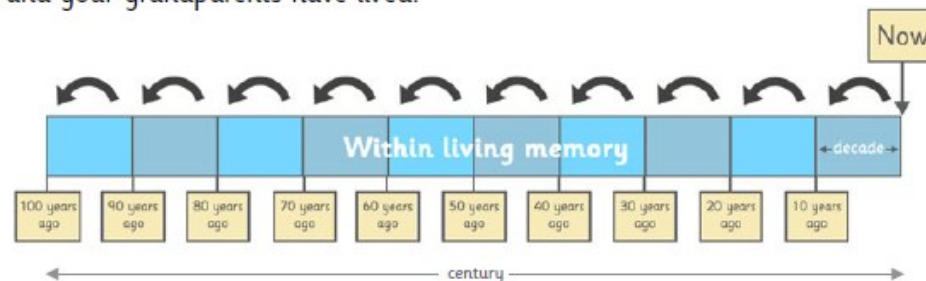 and your grandparents have lived.
Now
Within living memory
decade
100 years ago
90 years ago
80 years ago
70 years ago
60 years ago
50 years ago
40 years ago
30 years ago
20 years ago
10 years ago
century